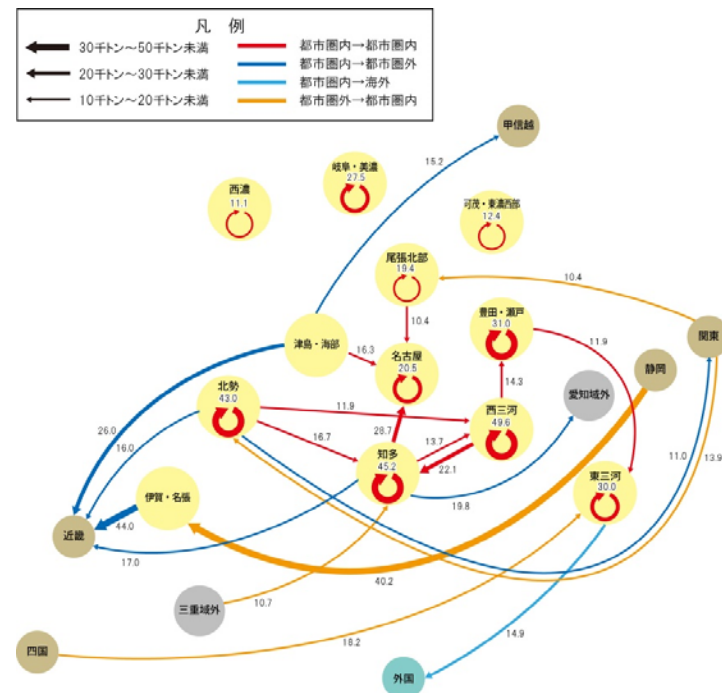 凡 例
30千トン～50千トン未満
20千トン～30千トン未満
10千トン～20千トン未満
都市圏内→都市圏内
都市圏内→都市圏外
都市圏内→海外
都市圏外→都市圏内
甲信越
15.2
岐阜・美濃
27.5
西濃
11.1
可茂・東濃西部
12.4
尾張北部
19.4
10.4
10.4
豊田・瀬戸
31.0
関東
津島・海部
16.3
名古屋
20.5
11.9
静岡
14.3
愛知域外
北勢
43.0
11.9
西三河
49.6
26.0
16.0
16.7
28.7
13.7
22.1
11.0
13.9
知多
45.2
東三河
30.0
伊賀・名張
19.8
44.0
近畿
17.0
40.2
三重域外
10.7
四国
18.2
14.9
外国